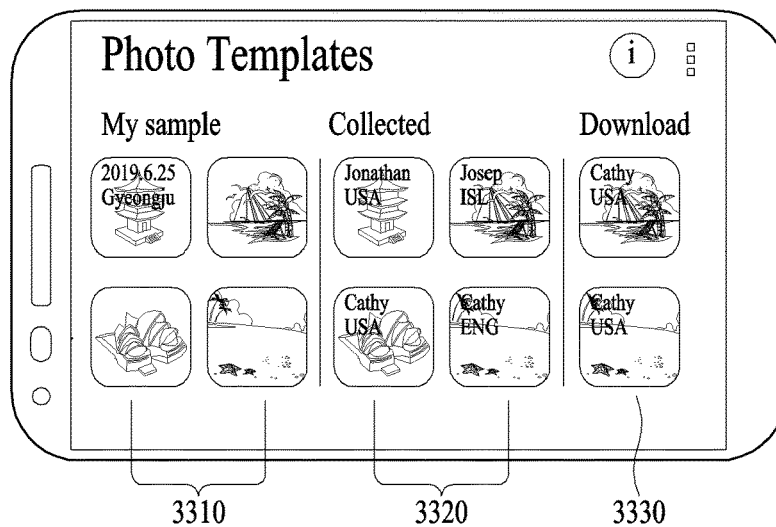 Photo Templates
i
My sample
Collected
Download
2019.6.25
Gyeongju
Jonathan
USA
Josep
ISL
Cathy
USA
Cathy
USA
Cathy
ENG
Cathy
USA
3310
3320
3330